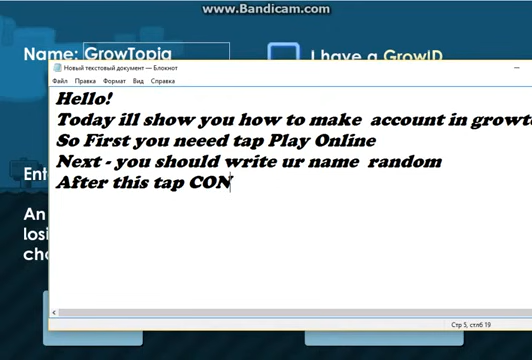 www.Bandicam.com
Name: GrowTopia
I have a GrowID
Новый текстовый документ — Блокнот
Файл Правка Формат Вид Справка
Hello!
Today ill show you how to make account in
So First you neeed tap Play Online
Next - you should write ur name random
After this tap CON
An
Стр 5, стлб 19